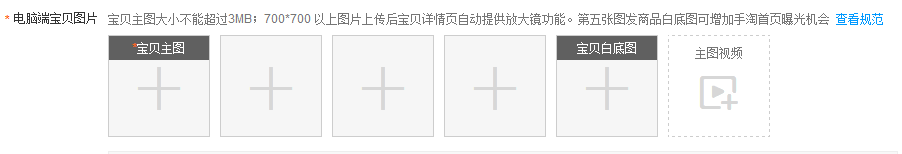 * 电脑端宝贝图片 宝贝主图大小不能超过3MB；700*700 以上图片上传后宝贝详情页自动提供放大镜功能。第五张图发商品白底图可增加手淘首页曝光机会 查看规范
*宝贝主图 宝贝白底图 主图视频